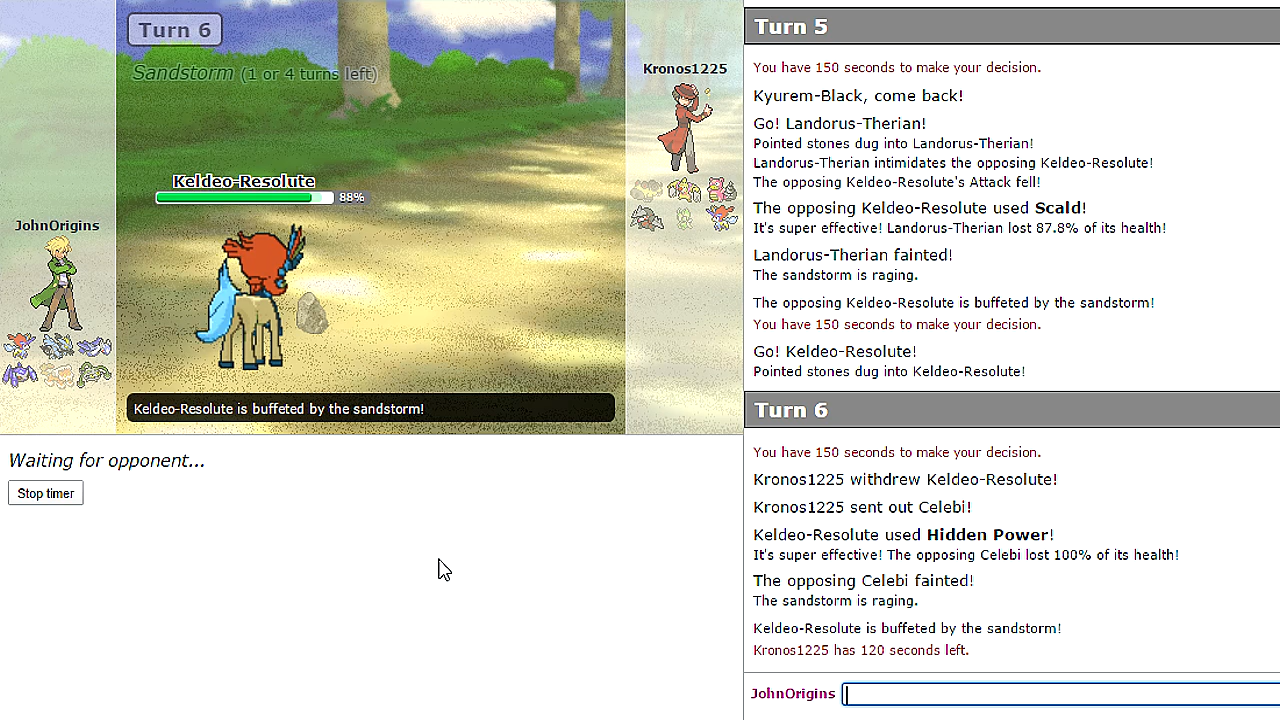 Turn 6
Sandstorm (1 or 4 turns left)
Kronos1225
Keldeo-Resolute
88%
JohnOrigins
Keldeo-Resolute is buffeted by the sandstorm!
Waiting for opponent...
Stop timer
Turn 5
You have 150 seconds to make your decision.
Kyurem-Black, come back!
Go! Landorus-Therian!
Pointed stones dug into Landorus-Therian!
Landorus-Therian intimidates the opposing Keldeo-Resolute!
The opposing Keldeo-Resolute's Attack fell!
The opposing Keldeo-Resolute used Scald!
It's super effective! Landorus-Therian lost 87.8% of its health!
Landorus-Therian fainted!
The sandstorm is raging.
The opposing Keldeo-Resolute is buffeted by the sandstorm!
You have 150 seconds to make your decision.
Go! Keldeo-Resolute!
Pointed stones dug into Keldeo-Resolute!
Turn 6
You have 150 seconds to make your decision.
Kronos1225 withdrew Keldeo-Resolute!
Kronos1225 sent out Celebi!
Keldeo-Resolute used Hidden Power!
It's super effective! The opposing Celebi lost 100% of its health!
The opposing Celebi fainted!
The sandstorm is raging.
Keldeo-Resolute is buffeted by the sandstorm!
Kronos1225 has 120 seconds left.
JohnOrigins